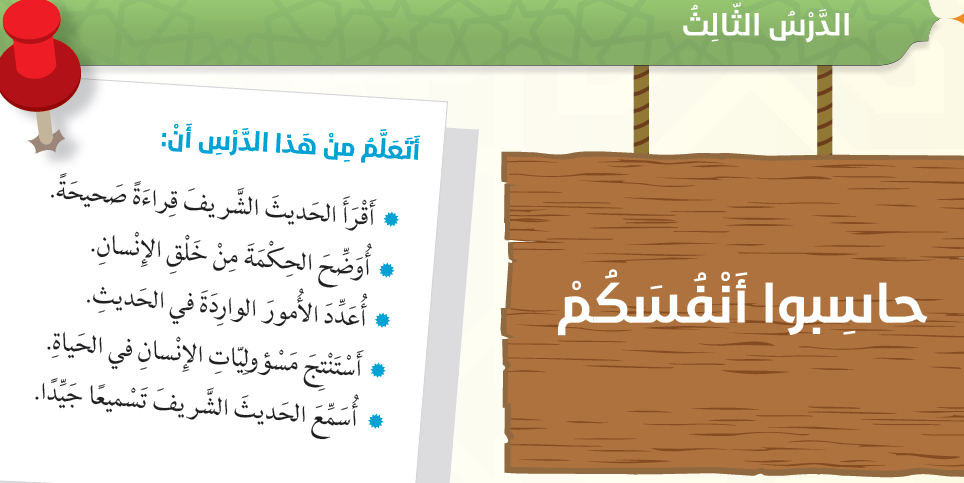 الدَّرْسُ الثّالِثُ
حاسِبوا أَنْفُسَكُمْ
أَتَعَلَّمُ مِنْ هَذا الدَّرْسِ أَنْ:
أَقْرَأَ الحَديثَ الشَّريفَ قِراءَةً صَحيحَةً.
أُوَضِّحَ الحِكْمَةَ مِنْ خَلْقِ الإِنْسانِ.
أُعَدِّدَ الأُمورَ الوارِدَةَ في الحَديثِ.
أَسْتَنْتِجَ مَسْؤولِيّاتِ الإِنْسانِ في الحَياةِ.
أُسَمِّعَ الحَديثَ الشَّريفَ تَسْميعًا جَيِّدًا.